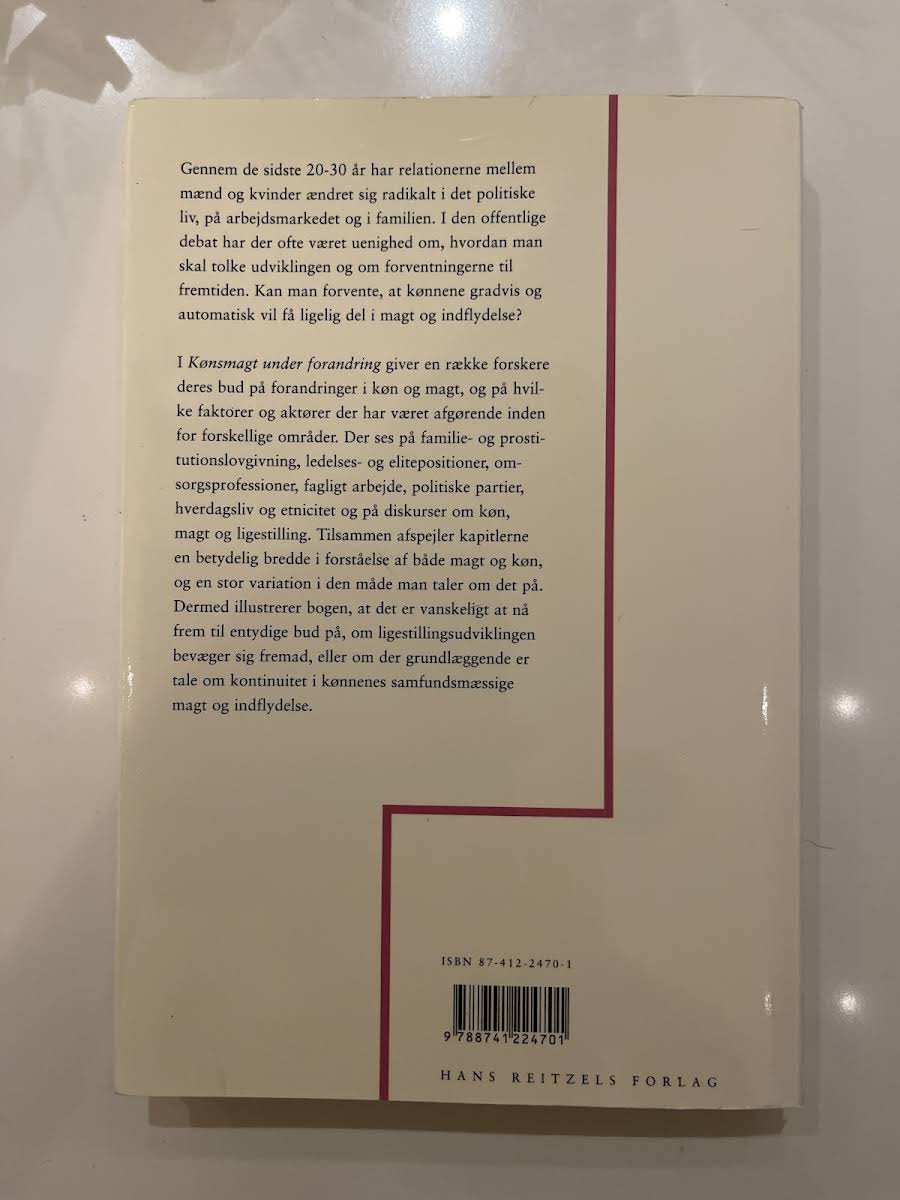 Gennem de sidste 20-30 år har relationerne mellem
mænd og kvinder ændret sig radikalt i det politiske
liv, på arbejdsmarkedet og i familien. I den offentlige
debat har der ofte været uenighed om, hvordan man
skal tolke udviklingen og om forventningerne til
fremtiden. Kan man forvente, at kønnene gradvis og
automatisk vil få ligelig del i magt og indflydelse?
I Kønsmagt under forandring giver en række forskere
deres bud på forandringer i køn og magt, og på hvil-
ke faktorer og aktører der har været afgørende inden
for forskellige områder. Der ses på familie- og prosti-
tutionslovgivning, ledelses- og elitepositioner, om-
sorgsprofessioner, fagligt arbejde, politiske partier,
hverdagsliv og etnicitet og på diskurser om køn,
magt og ligestilling. Tilsammen afspejler kapitlerne
en betydelig bredde i forståelse af både magt og køn,
og en stor variation i den måde man taler om det på.
Dermed illustrerer bogen, at det er vanskeligt at nå
frem til entydige bud på, om ligestillingsudviklingen
bevæger sig fremad, eller om der grundlæggende er
tale om kontinuitet i kønnenes samfundsmæssige
magt og indflydelse.
ISBN 87-412-2470-1
9 788741 224701
HANS REITZELS FORLAG